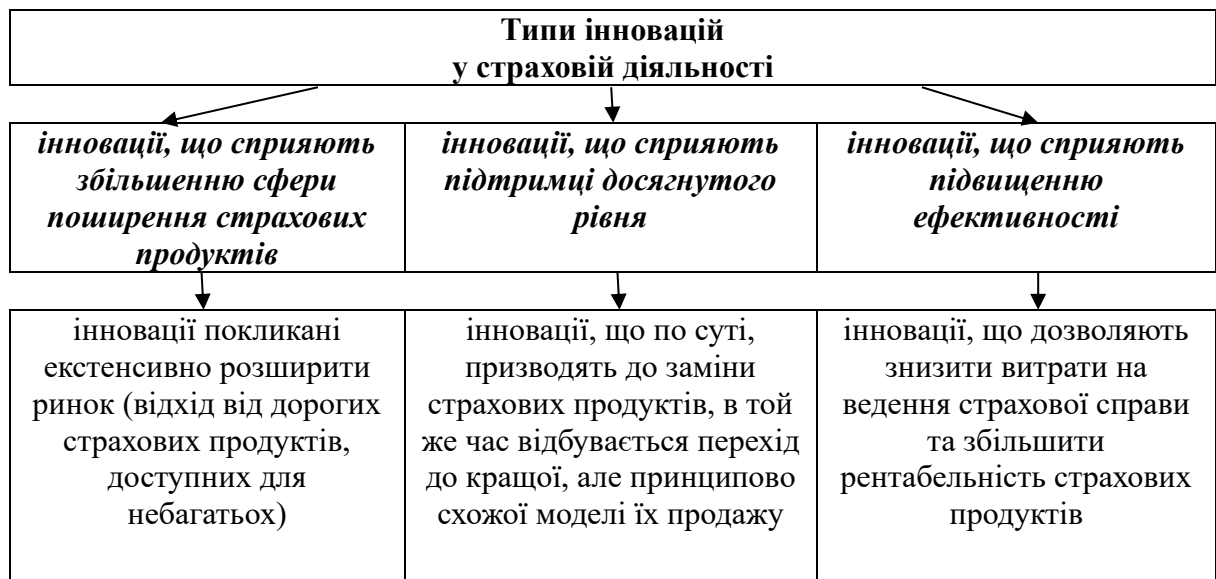 Типи інновацій
у страховій діяльності
інновації, що сприяють
збільшенню сфери
поширення страхових
продуктів
інновації, що сприяють
підтримці досягнутого
рівня
інновації, що сприяють
підвищенню
ефективності
інновації покликані
екстенсивно розширити
ринок (відхід від дорогих
страхових продуктів,
доступних для
небагатьох)
інновації, що по суті,
призводять до заміни
страхових продуктів, в той
же час відбувається перехід
до кращої, але принципово
схожої моделі їх продажу
інновації, що дозволяють
знизити витрати на
ведення страхової справи
та збільшити
рентабельність страхових
продуктів